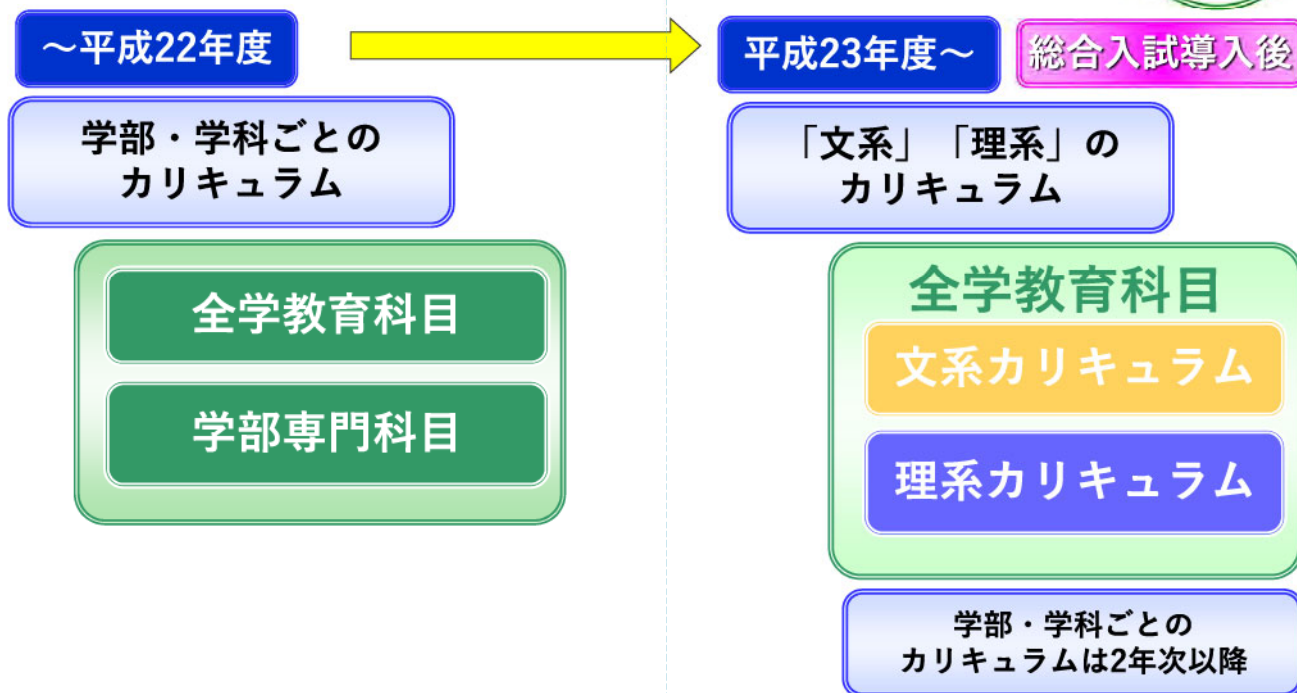 ～平成22年度
学部・学科ごとの
カリキュラム
全学教育科目
学部専門科目
平成23年度～
総合入試導入後
「文系」「理系」の
カリキュラム
全学教育科目
文系カリキュラム
理系カリキュラム
学部・学科ごとの
カリキュラムは2年次以降